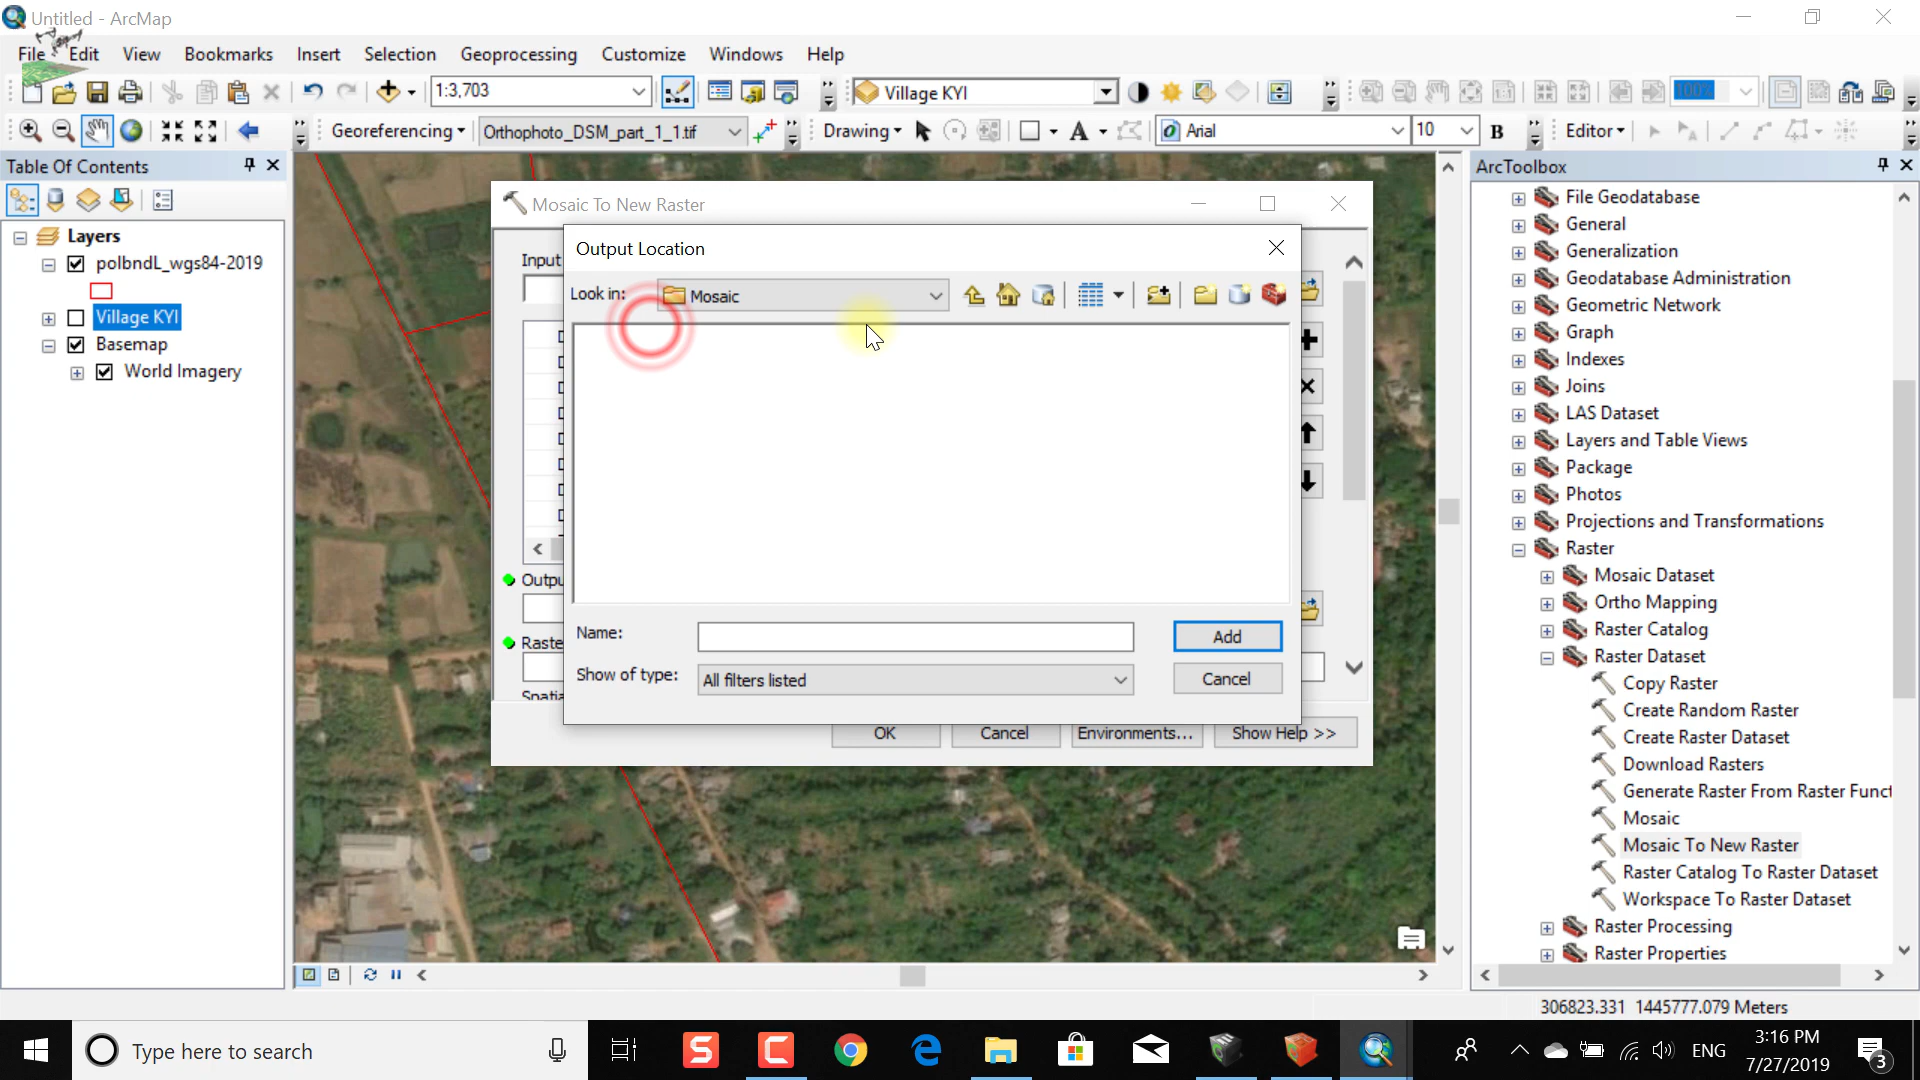 Untitled - ArcMap
File Edit View Bookmarks Insert Selection Geoprocessing Customize Windows Help
1:3,703 Village KYI 100%
Georeferencing Orthophoto_DSM_part_1_1.tif Drawing A Arial 10 B Editor
Table Of Contents
ArcToolbox
Layers
polbndL_wgs84-2019
Village KYI
Basemap
World Imagery
Mosaic To New Raster
Input
Outpu
Raste
Spatia
OK Cancel Environments... Show Help >>
Output Location
Look in: Mosaic
Name:
Add
Show of type: All filters listed
Cancel
File Geodatabase
General
Generalization
Geodatabase Administration
Geometric Network
Graph
Indexes
Joins
LAS Dataset
Layers and Table Views
Package
Photos
Projections and Transformations
Raster
Mosaic Dataset
Ortho Mapping
Raster Catalog
Raster Dataset
Copy Raster
Create Random Raster
Create Raster Dataset
Download Rasters
Generate Raster From Raster Funct
Mosaic
Mosaic To New Raster
Raster Catalog To Raster Dataset
Workspace To Raster Dataset
Raster Processing
Raster Properties
306823.331 1445777.079 Meters
Type here to search
S
C
ENG
3:16 PM
7/27/2019
3